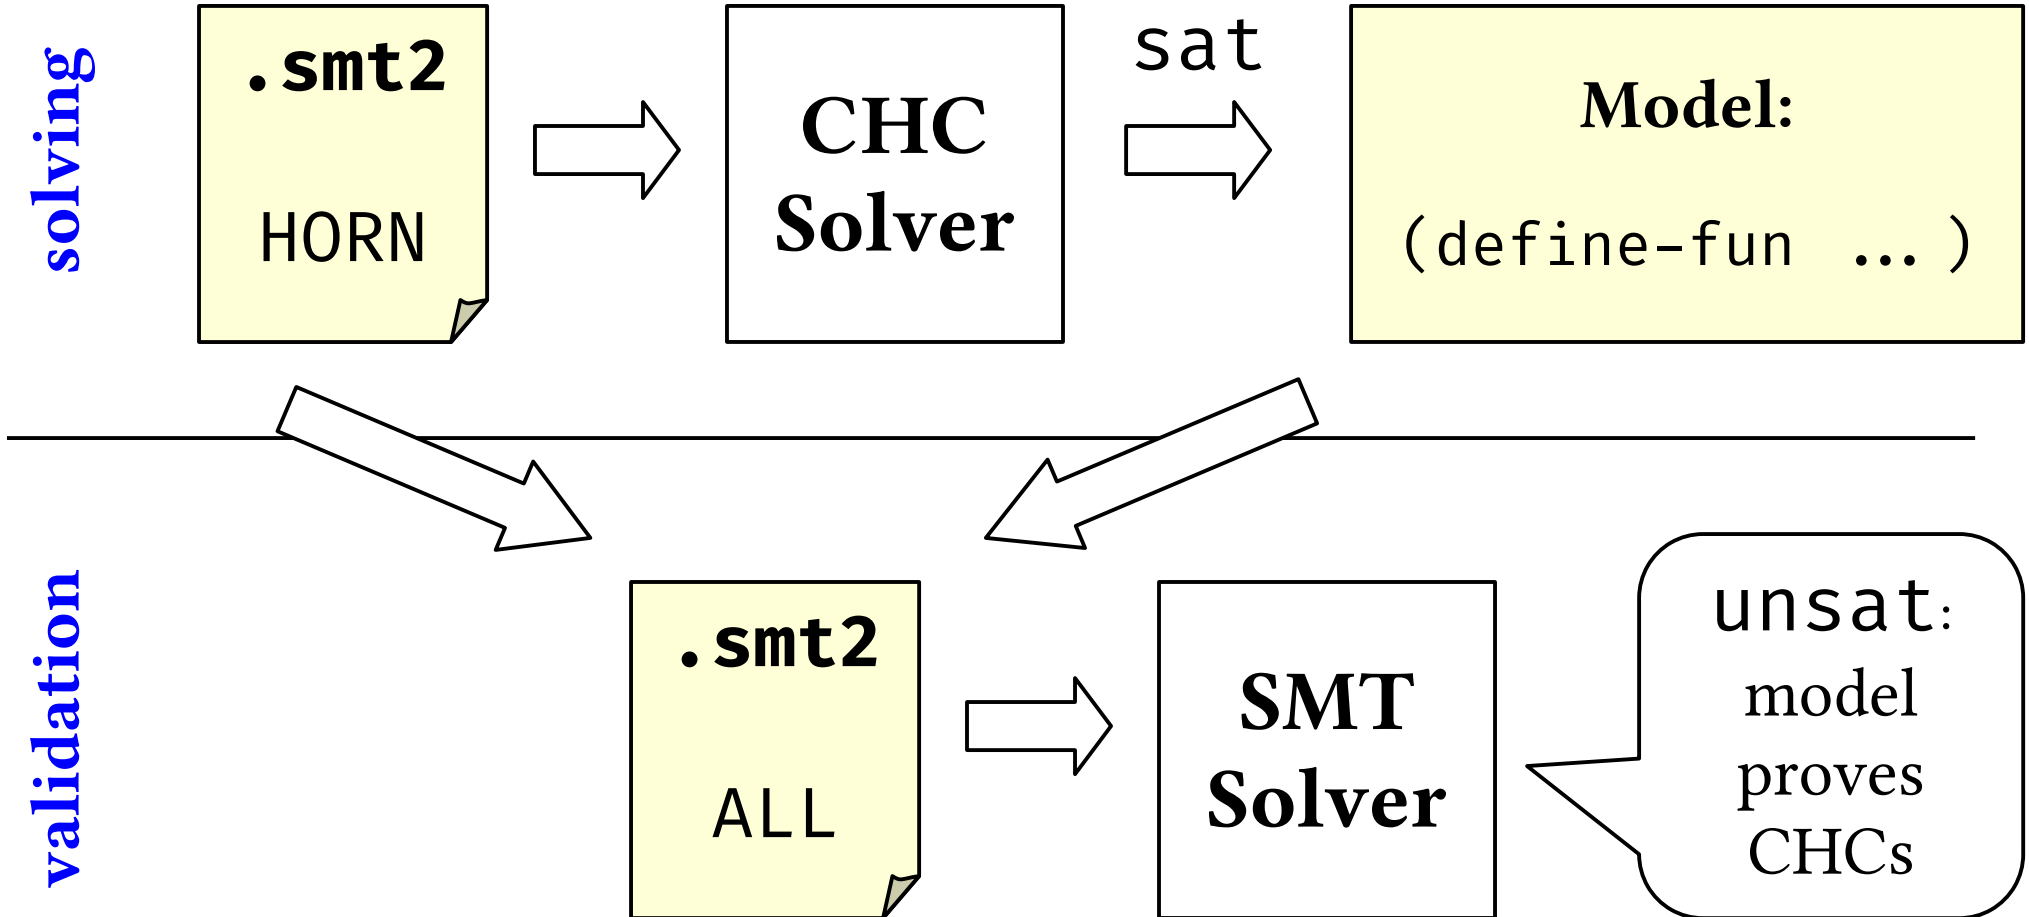 solving
.smt2
HORN
CHC
Solver
sat
Model:
(define-fun ... )
validation
.smt2
ALL
SMT
Solver
unsat:
model
proves
CHCs